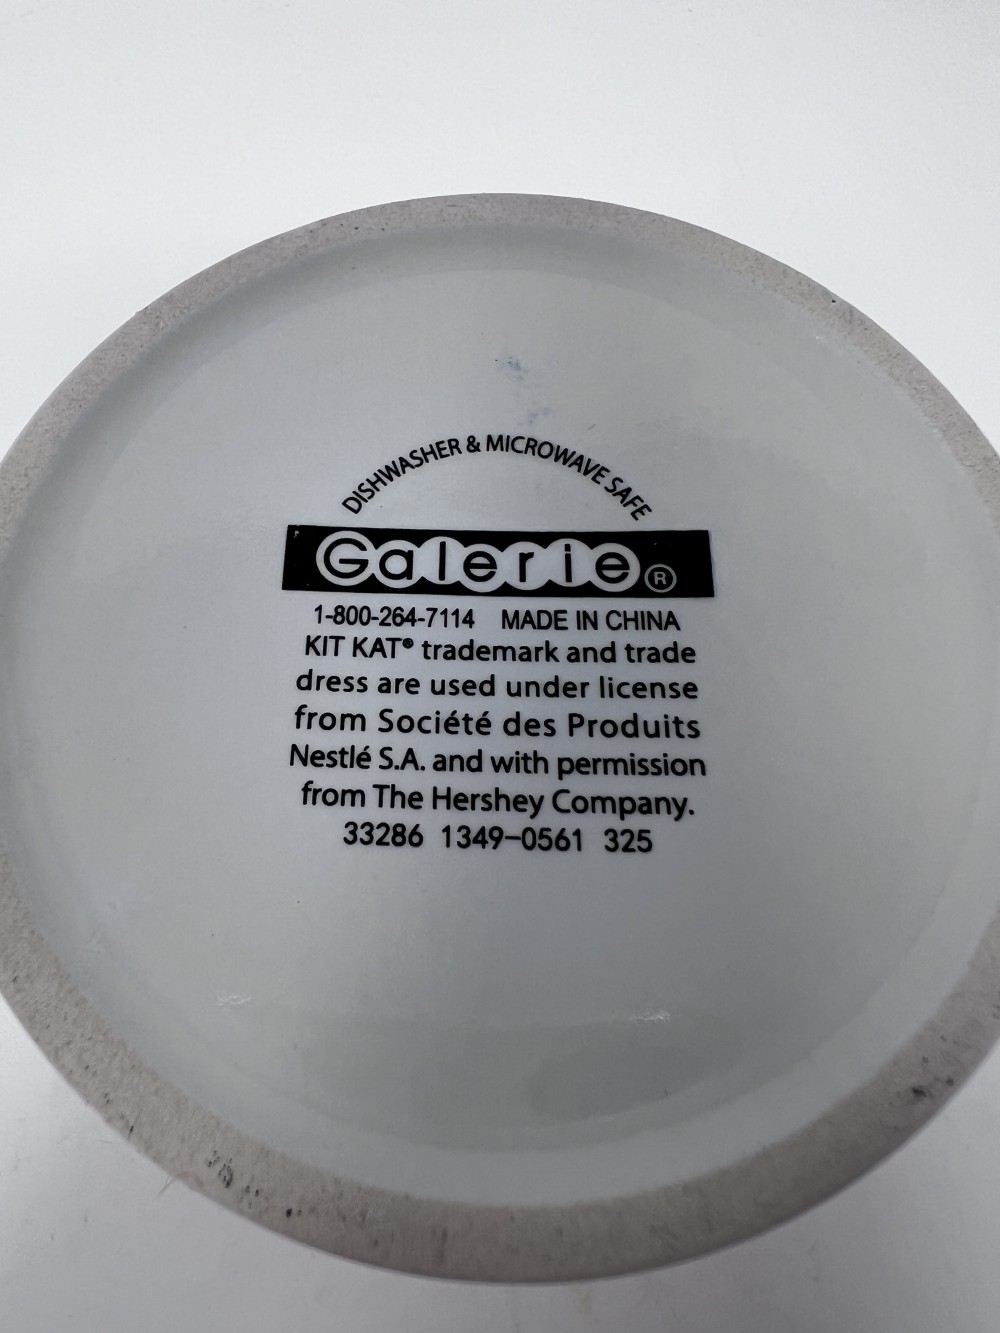 DISHWASHER & MICROWAVE SAFE
Galerie®
1-800-264-7114 MADE IN CHINA
KIT KAT® trademark and trade
dress are used under license
from Société des Produits
Nestlé S.A. and with permission
from The Hershey Company.
33286 1349-0561 325